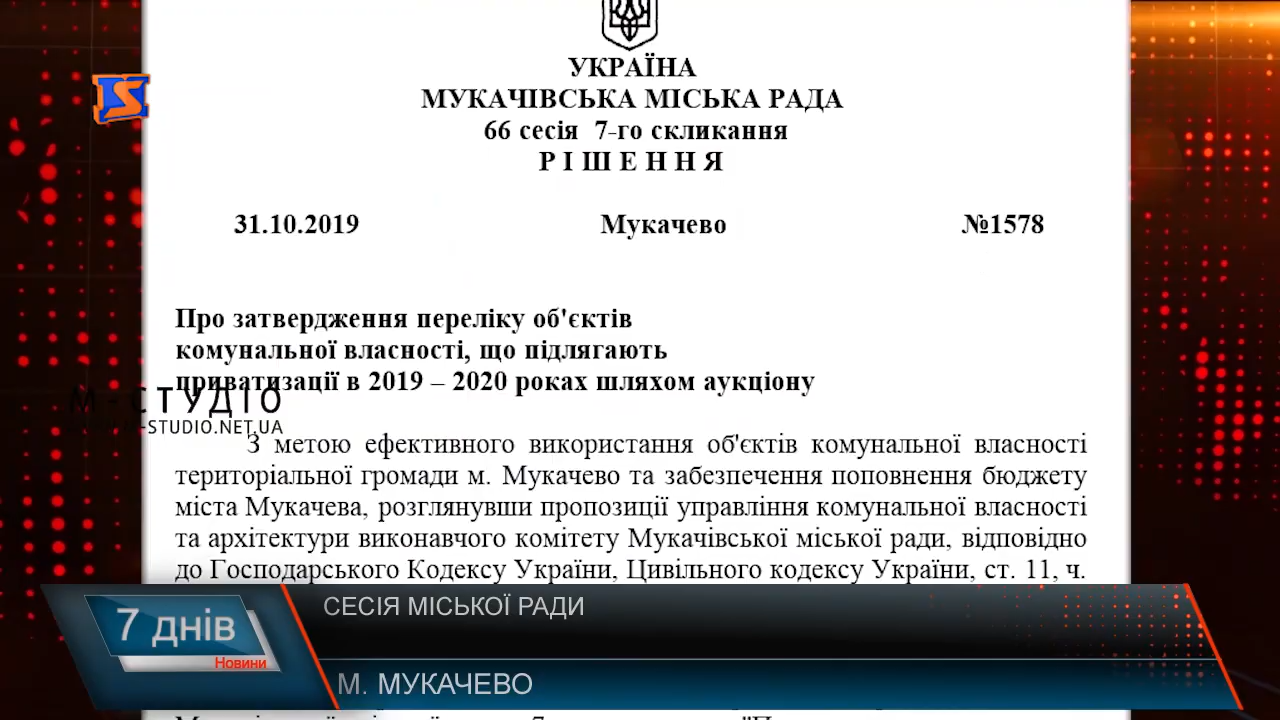 УКРАЇНА
МУКАЧІВСЬКА МІСЬКА РАДА
66 сесія 7-го скликання
Р І Ш Е Н Н Я
31.10.2019 Мукачево №1578
Про затвердження переліку об'єктів
комунальної власності, що підлягають
приватизації в 2019 – 2020 роках шляхом аукціону
М-СТУДІО
-STUDIO.NET.UA
З метою ефективного використання об'єктів комунальної власності
територіальної громади м. Мукачево та забезпечення поповнення бюджету
міста Мукачева, розглянувши пропозиції управління комунальної власності
та архітектури виконавчого комітету Мукачівської міської ради, відповідно
до Господарського Кодексу України, Цивільного кодексу України, ст. 11, ч.
СЕСІЯ МІСЬКОЇ РАДИ
7 днів
Новини
М. МУКАЧЕВО